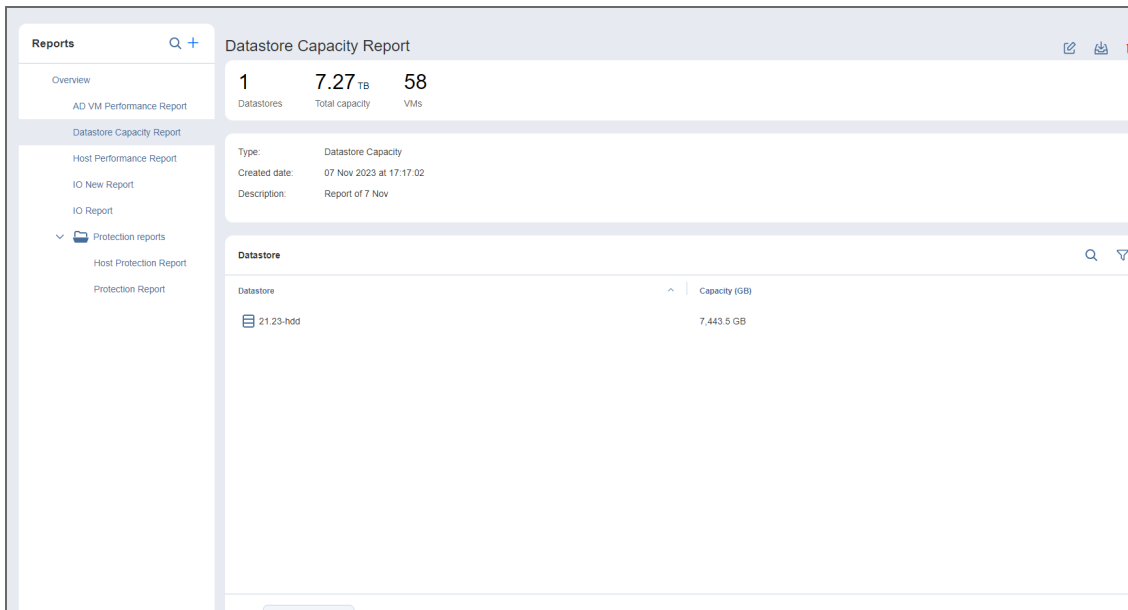 Reports
Overview
AD VM Performance Report
Datastore Capacity Report
Host Performance Report
IO New Report
IO Report
Protection reports
Host Protection Report
Protection Report
Datastore Capacity Report
1 7.27 TB 58
Datastores Total capacity VMs
Type: Datastore Capacity
Created date: 07 Nov 2023 at 17:17:02
Description: Report of 7 Nov
Datastore
Datastore Capacity (GB)
21.23-hdd 7,443.5 GB